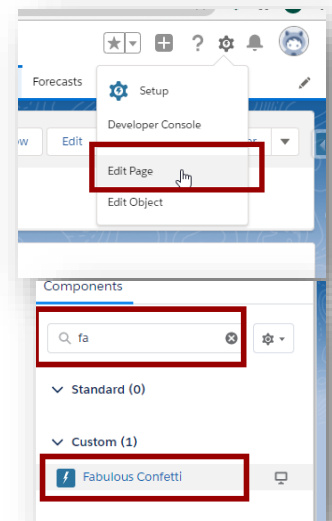 Forecasts
Setup
Developer Console
Edit
Edit Page
Edit Object
Components
fa
Standard (0)
Custom (1)
Fabulous Confetti